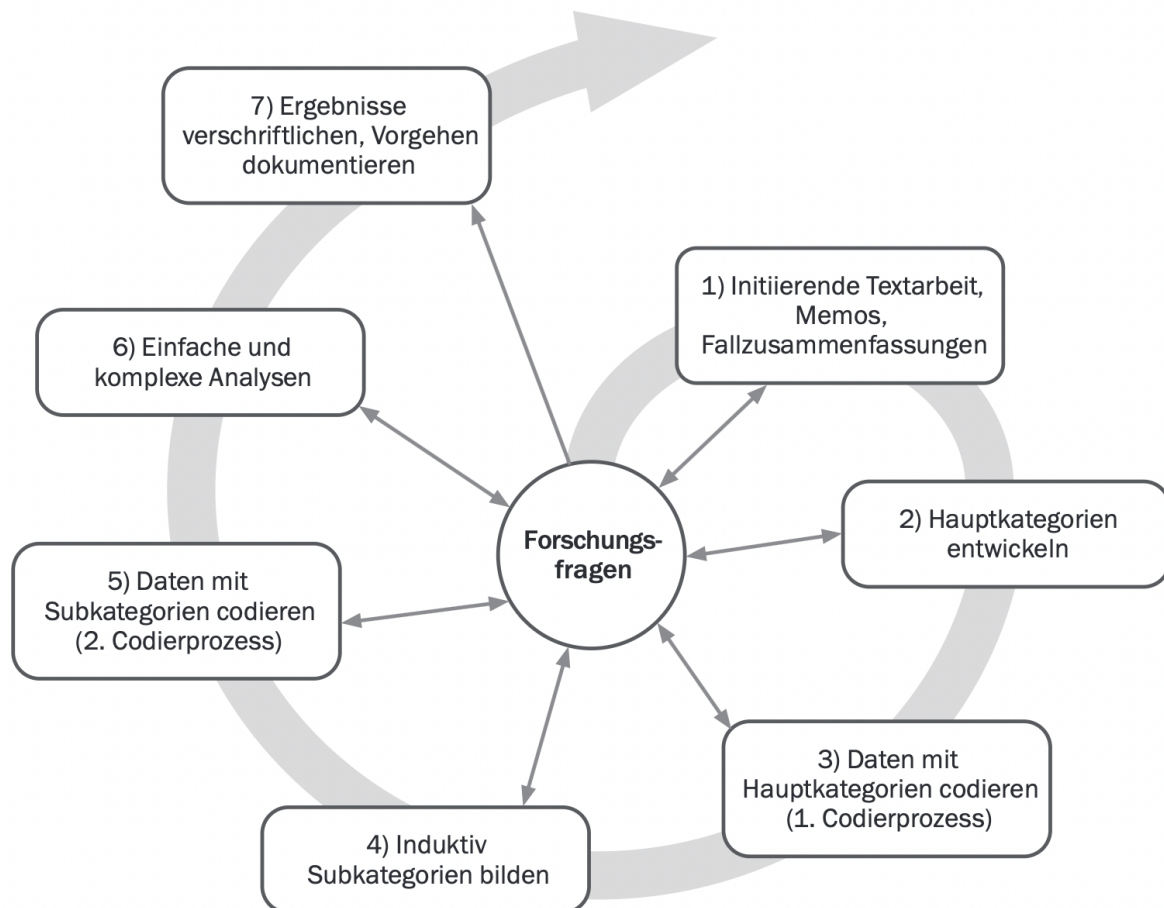 7) Ergebnisse
verschriftlichen, Vorgehen
dokumentieren
1) Initiierende Textarbeit,
Memos,
Fallzusammenfassungen
6) Einfache und
komplexe Analysen
2) Hauptkategorien
entwickeln
Forschungs-
fragen
5) Daten mit
Subkategorien codieren
(2. Codierprozess)
3) Daten mit
Hauptkategorien codieren
(1. Codierprozess)
4) Induktiv
Subkategorien bilden